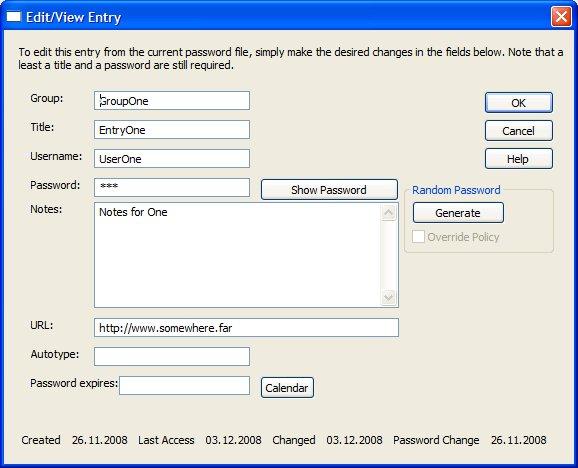 Edit/View Entry
To edit this entry from the current password file, simply make the desired changes in the fields below. Note that a
least a title and a password are still required.
Group: GroupOne OK
Title: EntryOne Cancel
Username: UserOne Help
Password: *** Show Password Random Password
Notes: Notes for One Generate
Override Policy
URL: http://www.somewhere.far
Autotype:
Password expires: Calendar
Created 26.11.2008 Last Access 03.12.2008 Changed 03.12.2008 Password Change 26.11.2008